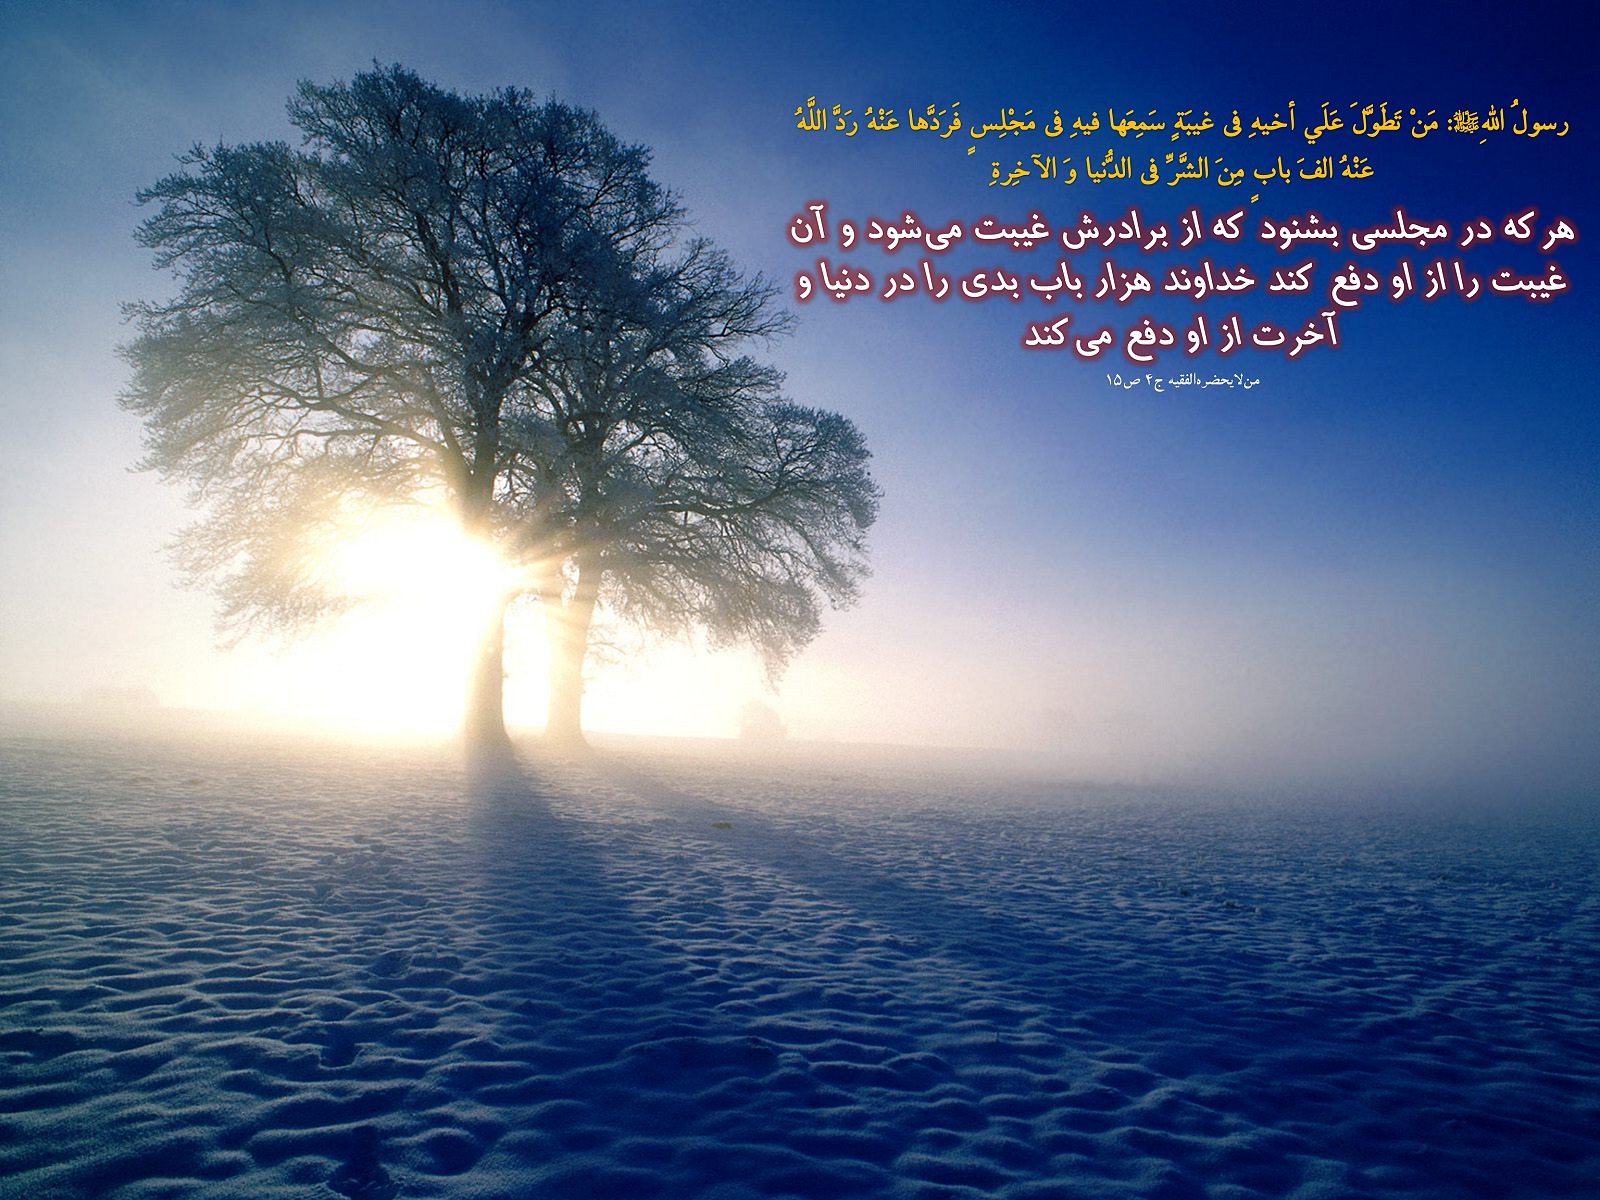 رسولُ اللهِﷺ: مَنْ تَطَوَّلَ عَلَي أخیهِ فی غیبَةٍ سَمِعَها فیهِ فی مَجْلِسٍ فَرَدَّها عَنْهُ رَدَّ اللَّهُ
عَنْهُ الفَ بابٍ مِنَ الشَّرِّ فی الدُّنیا وَ الآخِرةِ
هر که در مجلسی بشنود که از برادرش غیبت می‌شود و آن
غیبت را از او دفع کند خداوند هزار باب بدی را در دنیا و
آخرت از او دفع می‌کند
من‌لایحضره‌الفقیه ج۴ ص۱۵